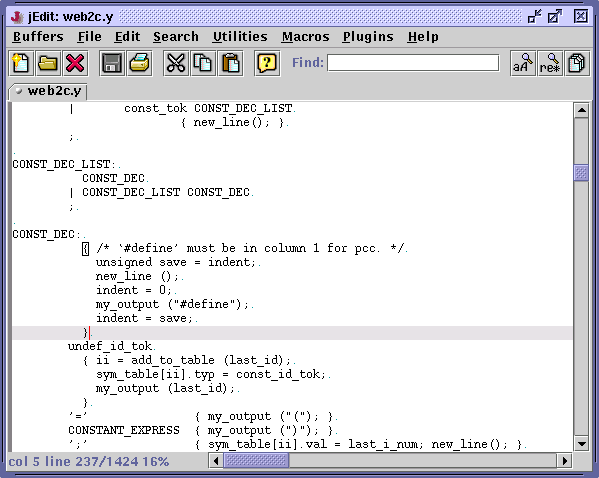 jEdit: web2c.y
Buffers File Edit Search Utilities Macros Plugins Help
Find: aA re*
web2c.y
| const_tok CONST_DEC_LIST.
{ new_line(); }.
;.
.
CONST_DEC_LIST:.
CONST_DEC.
| CONST_DEC_LIST CONST_DEC.
;.
.
CONST_DEC:.
{ /* `#define' must be in column 1 for pcc. */.
unsigned save = indent;.
new_line ();.
indent = 0;.
my_output ("#define");.
indent = save;.
}.
undef_id_tok.
{ ii = add_to_table (last_id);.
sym_table[ii].typ = const_id_tok;.
my_output (last_id);.
}.
'=' { my_output ("("); }.
CONSTANT_EXPRESS { my_output (")"); }.
';' { sym_table[ii].val = last_i_num; new_line(); }.
col 5 line 237/1424 16%